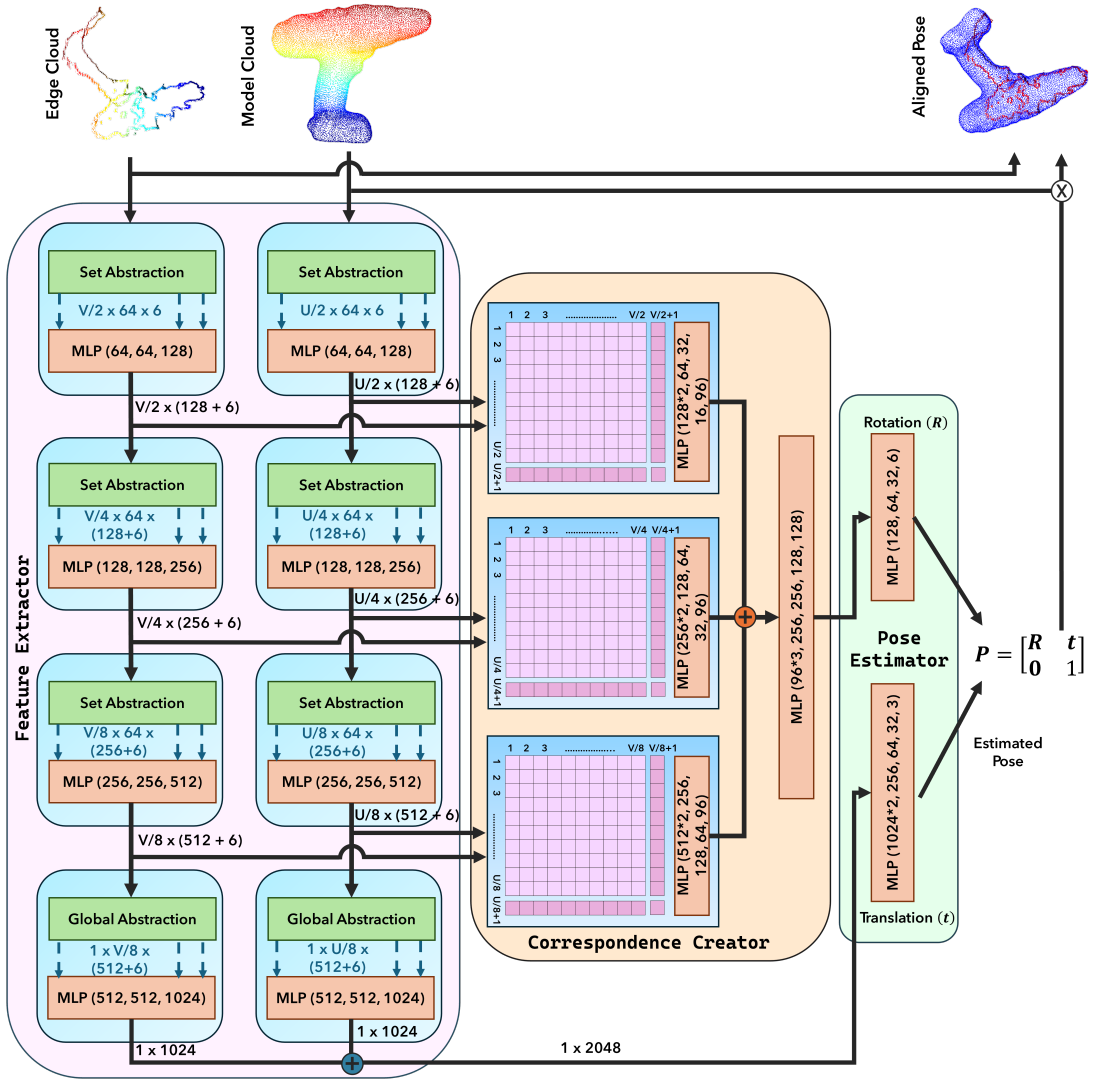 Edge Cloud
Model Cloud
Aligned Pose
X
Feature Extractor
Set Abstraction
V/2 x 64 x 6
MLP (64, 64, 128)
V/2 x (128 + 6)
Set Abstraction
V/4 x 64 x
(128+6)
MLP (128, 128, 256)
V/4 x (256 + 6)
Set Abstraction
V/8 x 64 x
(256+6)
MLP (256, 256, 512)
V/8 x (512 + 6)
Global Abstraction
1 x V/8 x
(512+6)
MLP (512, 512, 1024)
1 x 1024
Set Abstraction
U/2 x 64 x 6
MLP (64, 64, 128)
U/2 x (128 + 6)
Set Abstraction
U/4 x 64 x
(128+6)
MLP (128, 128, 256)
U/4 x (256 + 6)
Set Abstraction
U/8 x 64 x
(256+6)
MLP (256, 256, 512)
U/8 x (512 + 6)
Global Abstraction
1 x U/8 x
(512+6)
MLP (512, 512, 1024)
1 x 1024
+
1 x 2048
1 2 3 ................... V/2 V/2+1
1
2
3
...............
U/2 U/2+1
MLP (128*2, 64, 32,
16, 96)
1 2 3 ................... V/4 V/4+1
1
2
3
...............
U/4 U/4+1
MLP (256*2, 128, 64,
32, 96)
1 2 3 ................... V/8 V/8+1
1
2
3
...............
U/8 U/8+1
MLP (512*2, 256,
128, 64, 96)
+
MLP (96*3, 256, 256, 128, 128)
Correspondence Creator
Rotation (R)
MLP (128, 64, 32, 6)
Pose
Estimator
MLP (1024*2, 256, 64, 32, 3)
Translation (t)
P = [R t
0 1]
Estimated
Pose